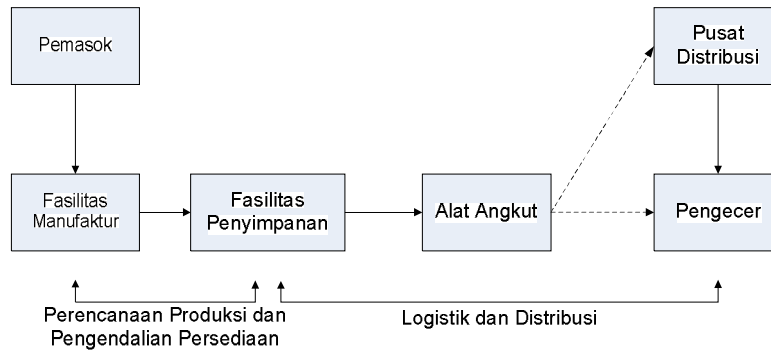 Pemasok
Pusat
Distribusi
Fasilitas
Manufaktur
Fasilitas
Penyimpanan
Alat Angkut
Pengecer
Perencanaan Produksi dan
Pengendalian Persediaan
Logistik dan Distribusi